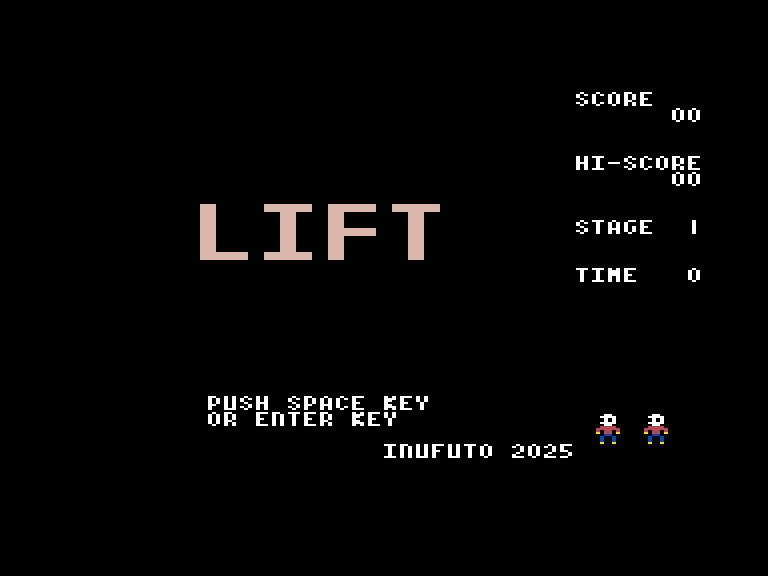 SCORE
00
HI-SCORE
00
LIFT
STAGE 1
TIME 0
PUSH SPACE KEY
OR ENTER KEY
INUFUTO 2025